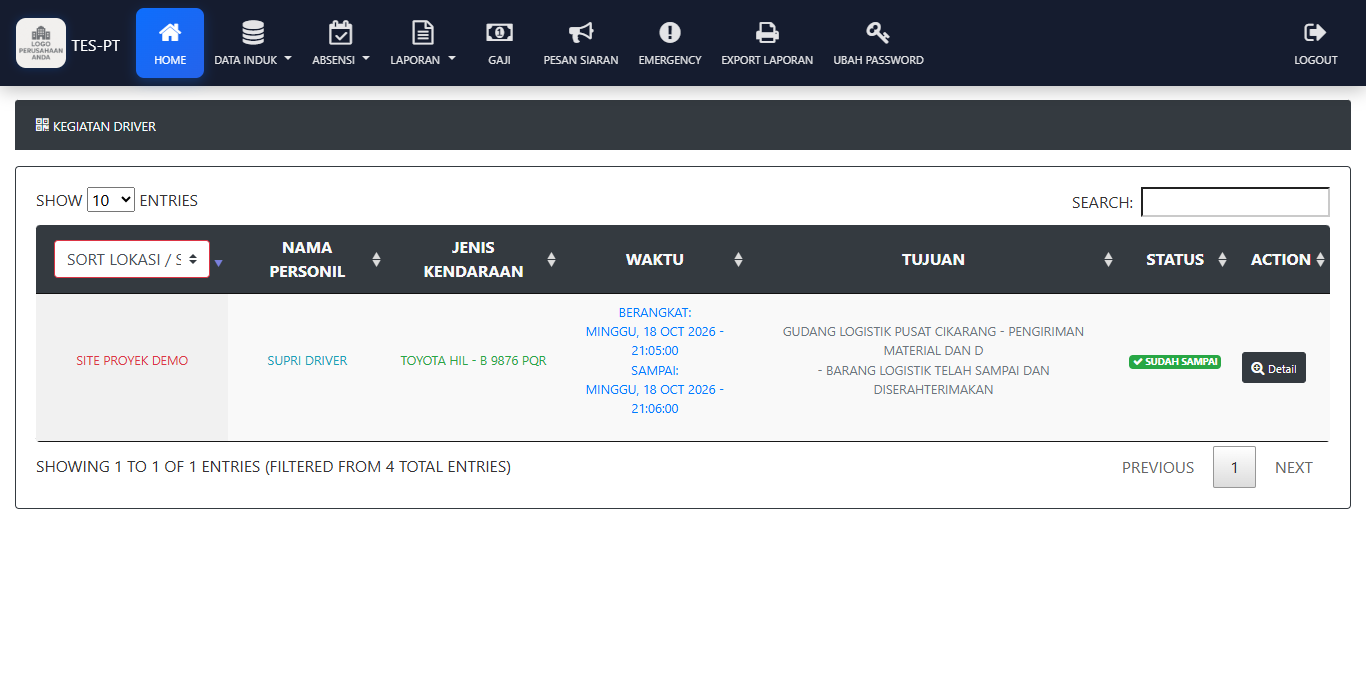 LOGO
PERUSAHAAN
ANDA
TES-PT
HOME
DATA INDUK
ABSENSI
LAPORAN
GAJI
PESAN SIARAN
EMERGENCY
EXPORT LAPORAN
UBAH PASSWORD
LOGOUT
KEGIATAN DRIVER
SHOW 10 ENTRIES
SEARCH:
SORT LOKASI / S
NAMA
PERSONIL
JENIS
KENDARAAN
WAKTU
TUJUAN
STATUS
ACTION
SITE PROYEK DEMO
SUPRI DRIVER
TOYOTA HIL - B 9876 PQR
BERANGKAT:
MINGGU, 18 OCT 2026 -
21:05:00
SAMPAI:
MINGGU, 18 OCT 2026 -
21:06:00
GUDANG LOGISTIK PUSAT CIKARANG - PENGIRIMAN
MATERIAL DAN D
- BARANG LOGISTIK TELAH SAMPAI DAN
DISERAHTERIMAKAN
SUDAH SAMPAI
Detail
SHOWING 1 TO 1 OF 1 ENTRIES (FILTERED FROM 4 TOTAL ENTRIES)
PREVIOUS
1
NEXT